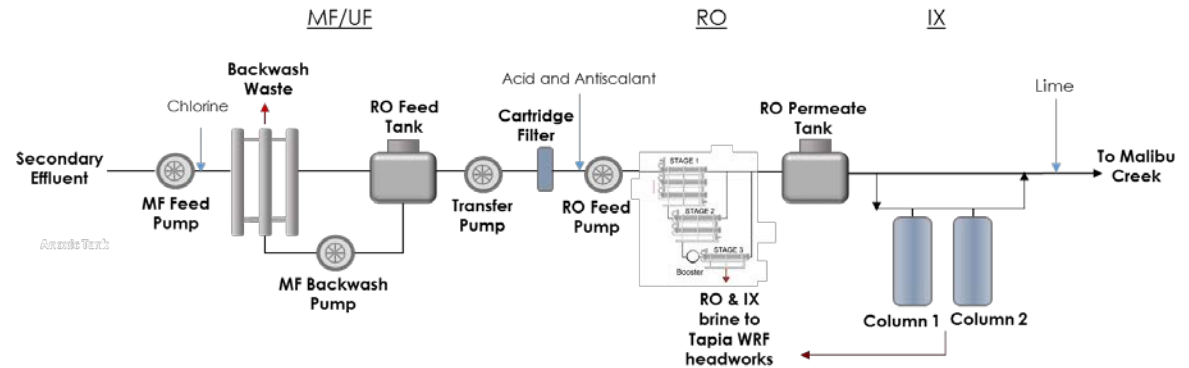 MF/UF
RO
IX
Backwash
Waste
Chlorine
RO Feed
Tank
Acid and Antiscalant
Cartridge
Filter
RO Permeate
Tank
Lime
Secondary
Effluent
MF Feed
Pump
Transfer
Pump
RO Feed
Pump
STAGE 1
STAGE 2
STAGE 3
Booster
To Malibu
Creek
Anoxic Tank
MF Backwash
Pump
RO & IX
brine to
Tapia WRF
headworks
Column 1
Column 2